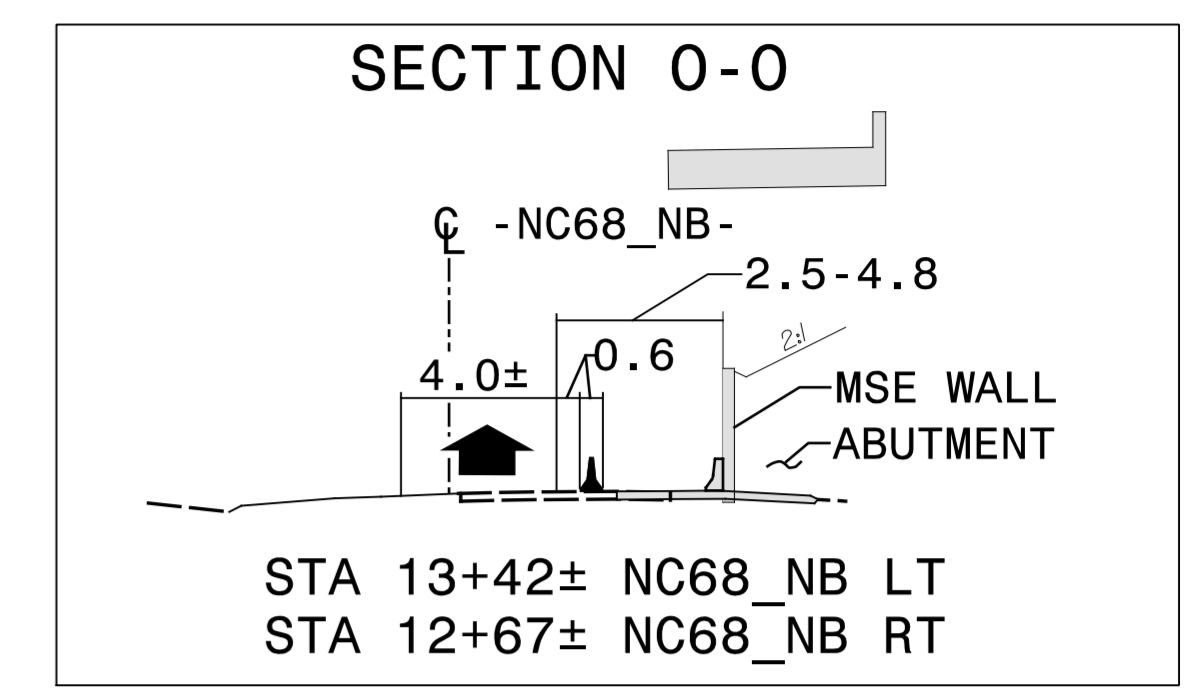 SECTION O-O
℄ -NC68_NB-
2.5-4.8
2:1
0.6
4.0±
MSE WALL
ABUTMENT
STA 13+42± NC68_NB LT
STA 12+67± NC68_NB RT